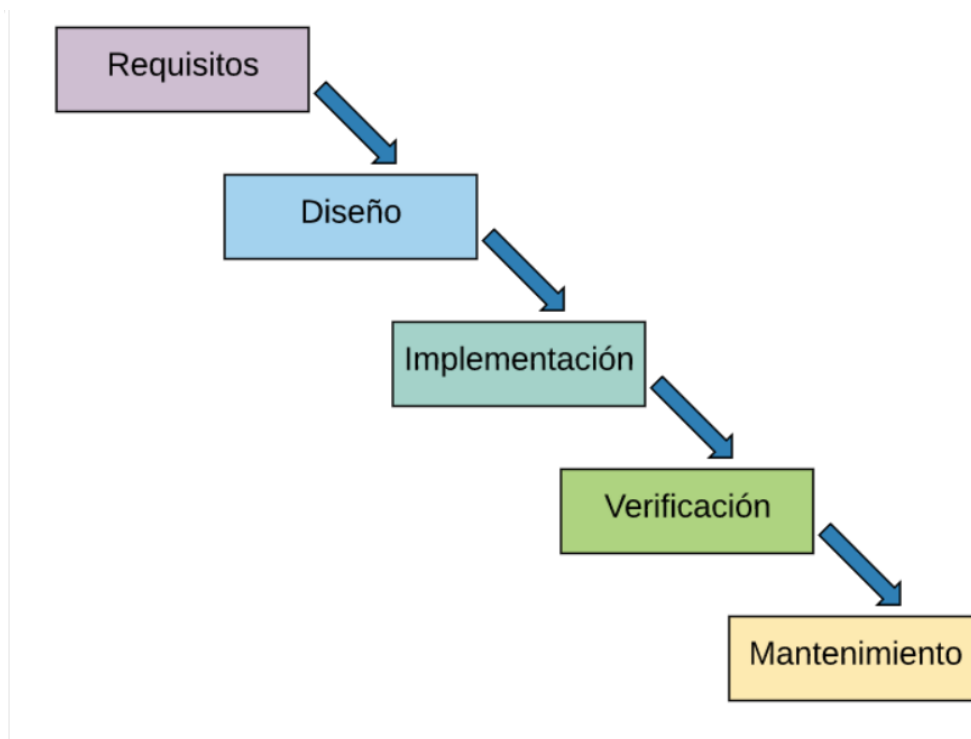 Requisitos
Diseño
Implementación
Verificación
Mantenimiento